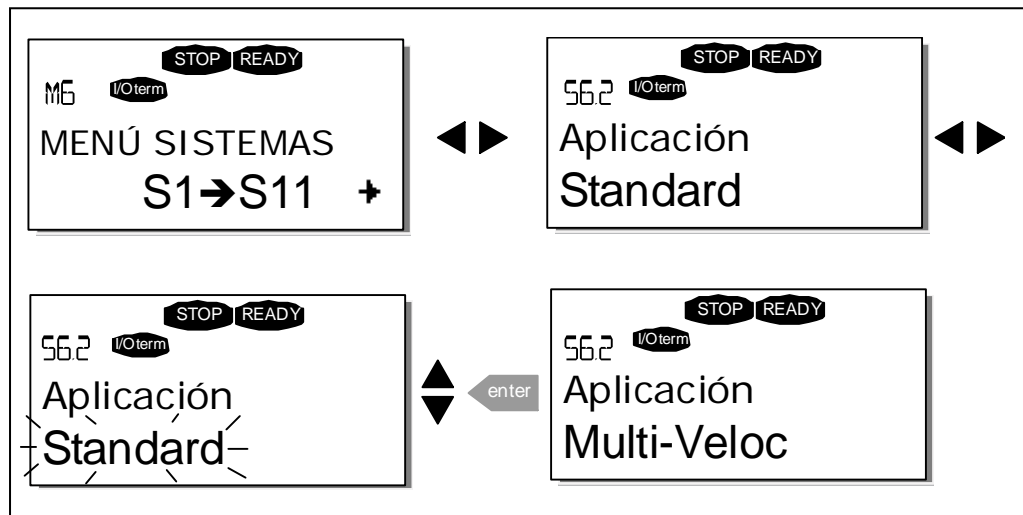 STOP READY
M6 I/Oterm
MENÚ SISTEMAS
S1→S11
STOP READY
S6.2 I/Oterm
Aplicación
Standard
STOP READY
S6.2 I/Oterm
Aplicación
Standard
enter
STOP READY
S6.2 I/Oterm
Aplicación
Multi-Veloc